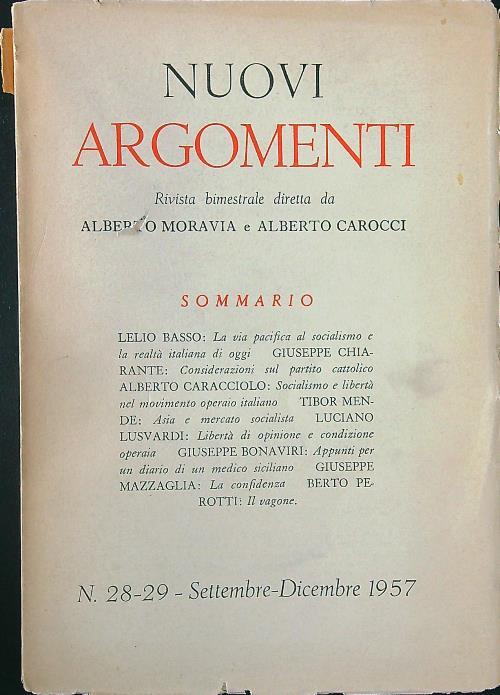 NUOVI
ARGOMENTI
Rivista bimestrale diretta da
ALBERTO MORAVIA e ALBERTO CAROCCI
SOMMARIO
LELIO BASSO: La via pacifica al socialismo e
la realtà italiana di oggi GIUSEPPE CHIA-
RANTE: Considerazioni sul partito cattolico
ALBERTO CARACCIOLO: Socialismo e libertà
nel movimento operaio italiano TIBOR MEN-
DE: Asia e mercato socialista LUCIANO
LUSVARDI: Libertà di opinione e condizione
operaia GIUSEPPE BONAVIRI: Appunti per
un diario di un medico siciliano GIUSEPPE
MAZZAGLIA: La confidenza BERTO PE-
ROTTI: Il vagone.
N. 28-29 - Settembre-Dicembre 1957